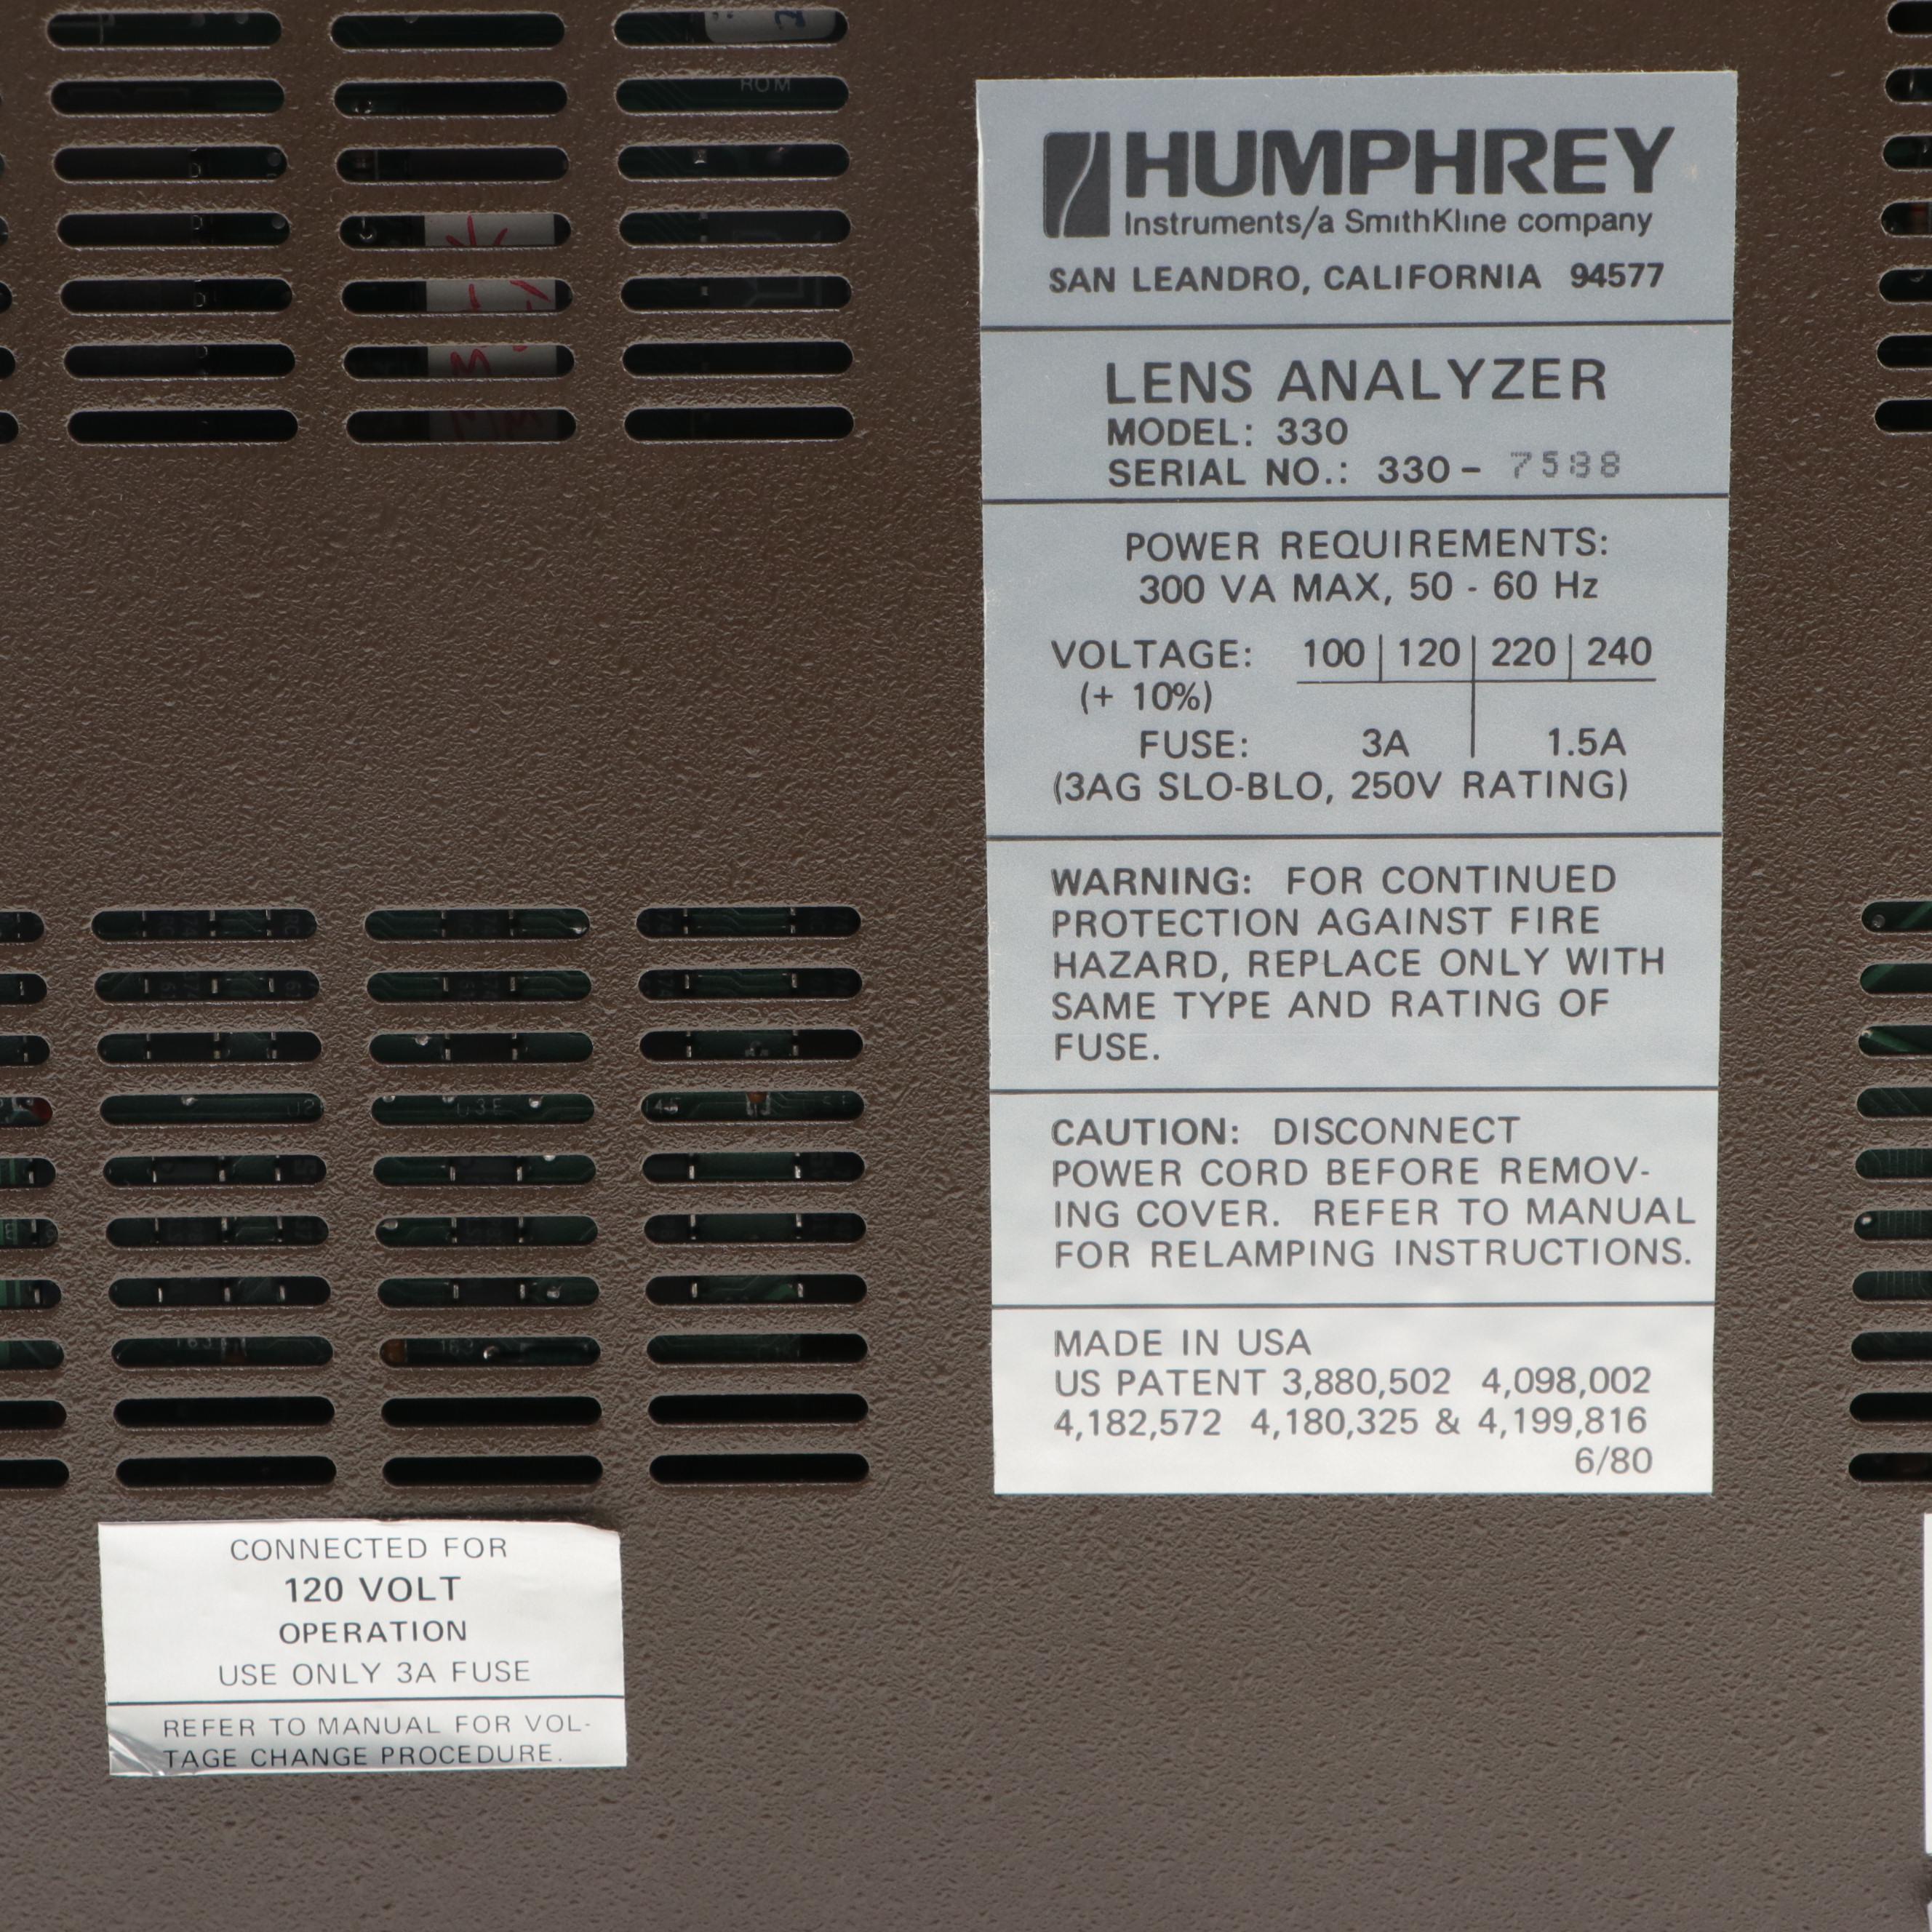 HUMPHREY
Instruments/a SmithKline company
SAN LEANDRO, CALIFORNIA 94577
LENS ANALYZER
MODEL: 330
SERIAL NO.: 330- 7588
POWER REQUIREMENTS:
300 VA MAX, 50 - 60 Hz
VOLTAGE: 100 | 120 | 220 | 240
(+ 10%)
FUSE: 3A | 1.5A
(3AG SLO-BLO, 250V RATING)
WARNING: FOR CONTINUED
PROTECTION AGAINST FIRE
HAZARD, REPLACE ONLY WITH
SAME TYPE AND RATING OF
FUSE.
CAUTION: DISCONNECT
POWER CORD BEFORE REMOV-
ING COVER. REFER TO MANUAL
FOR RELAMPING INSTRUCTIONS.
MADE IN USA
US PATENT 3,880,502 4,098,002
4,182,572 4,180,325 & 4,199,816
6/80
CONNECTED FOR
120 VOLT
OPERATION
USE ONLY 3A FUSE
REFER TO MANUAL FOR VOL-
TAGE CHANGE PROCEDURE.
ROM
U3E